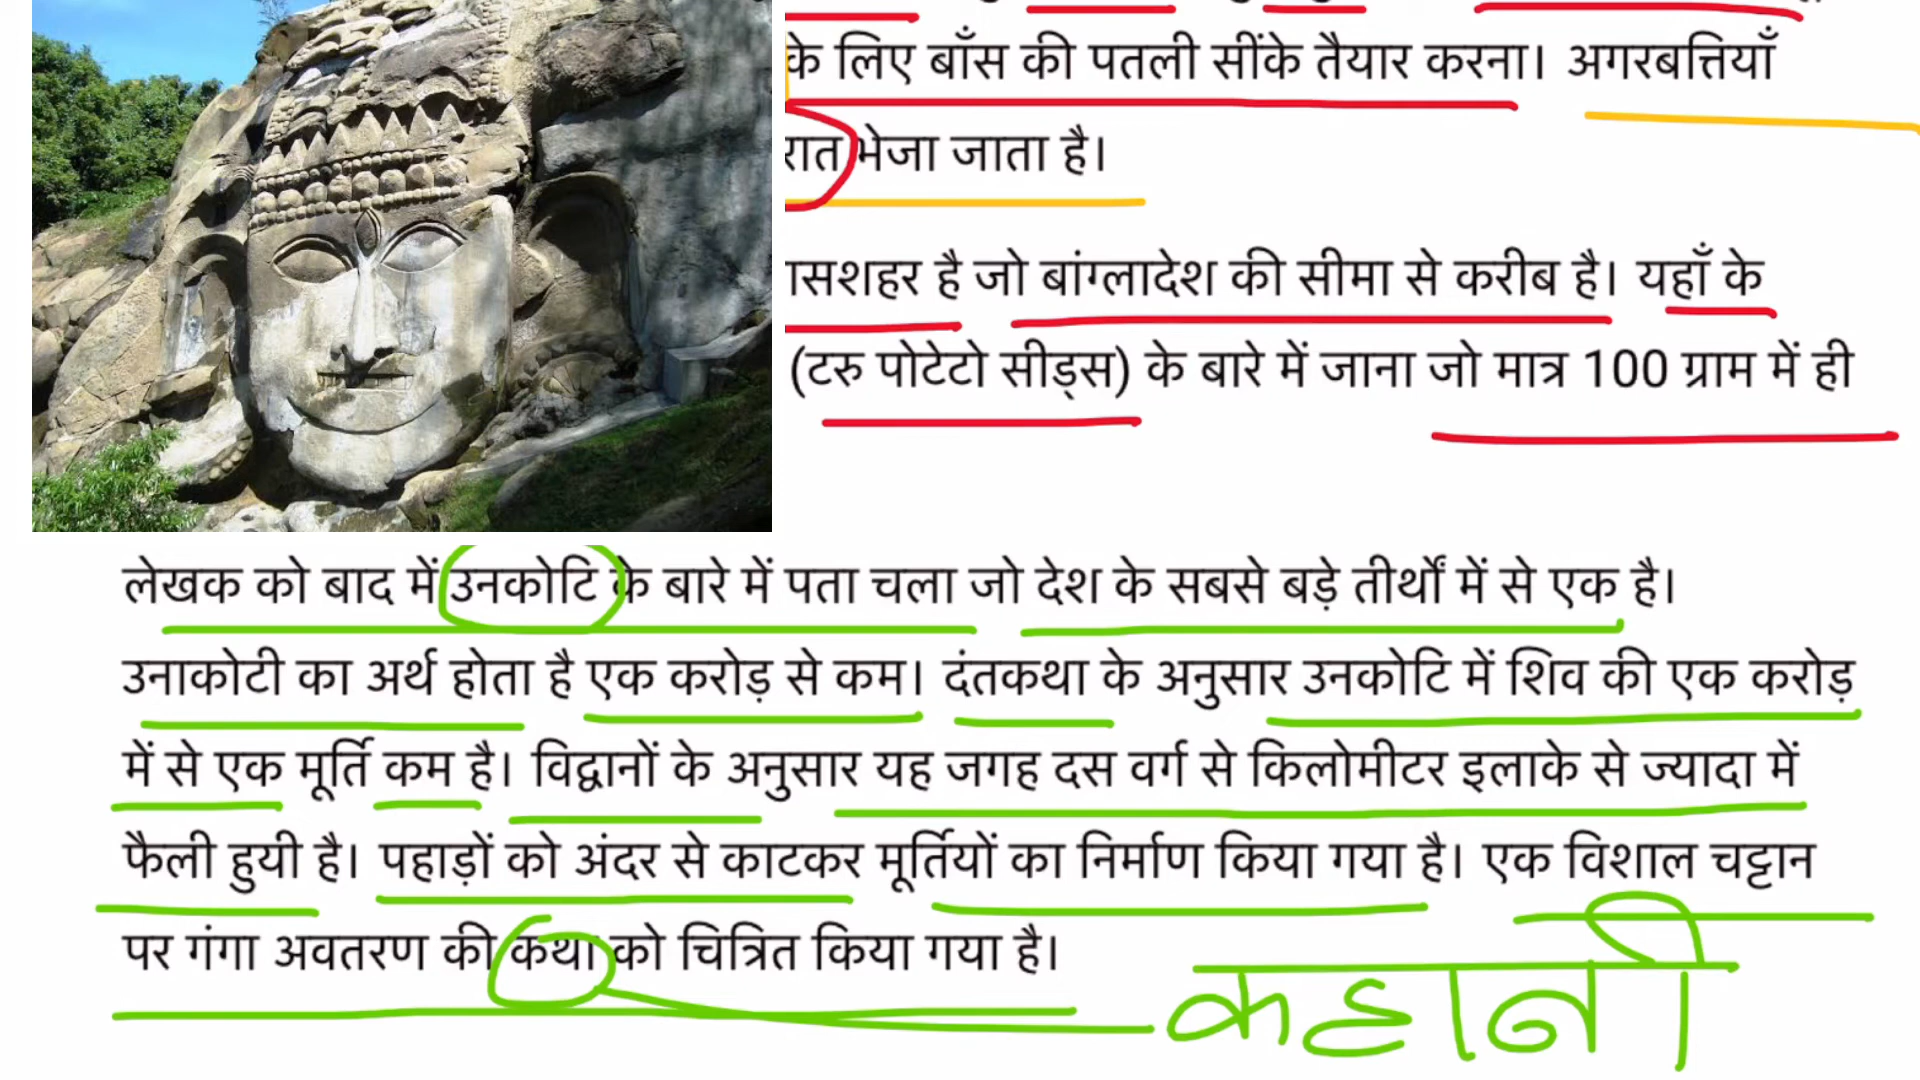 के लिए बाँस की पतली सींके तैयार करना। अगरबत्तियाँ
रात भेजा जाता है।
ासशहर है जो बांग्लादेश की सीमा से करीब है। यहाँ के
(टरु पोटेटो सीड्स) के बारे में जाना जो मात्र 100 ग्राम में ही
लेखक को बाद में उनकोटि के बारे में पता चला जो देश के सबसे बड़े तीर्थों में से एक है।
उनाकोटी का अर्थ होता है एक करोड़ से कम। दंतकथा के अनुसार उनकोटि में शिव की एक करोड़
में से एक मूर्ति कम है। विद्वानों के अनुसार यह जगह दस वर्ग से किलोमीटर इलाके से ज्यादा में
फैली हुयी है। पहाड़ों को अंदर से काटकर मूर्तियों का निर्माण किया गया है। एक विशाल चट्टान
पर गंगा अवतरण की कथा को चित्रित किया गया है।
कहानी